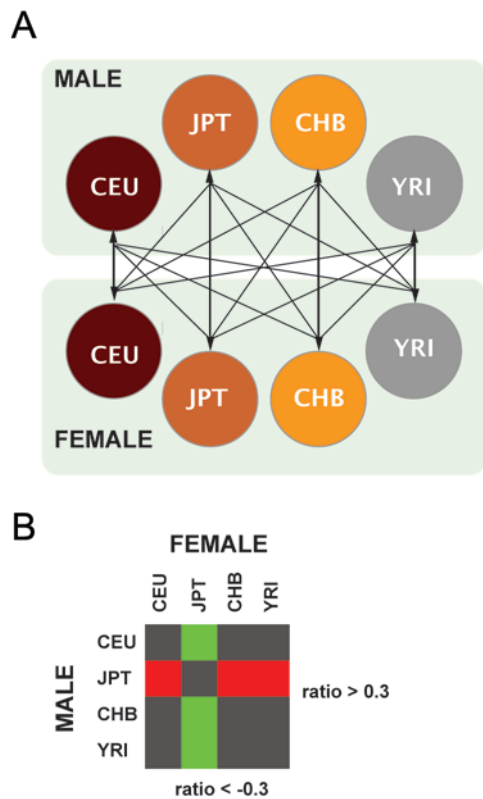 A
MALE
JPT
CHB
CEU
YRI
CEU
YRI
JPT
CHB
FEMALE
B
FEMALE
CEU
JPT
CHB
YRI
MALE
CEU
JPT
CHB
YRI
ratio > 0.3
ratio < -0.3